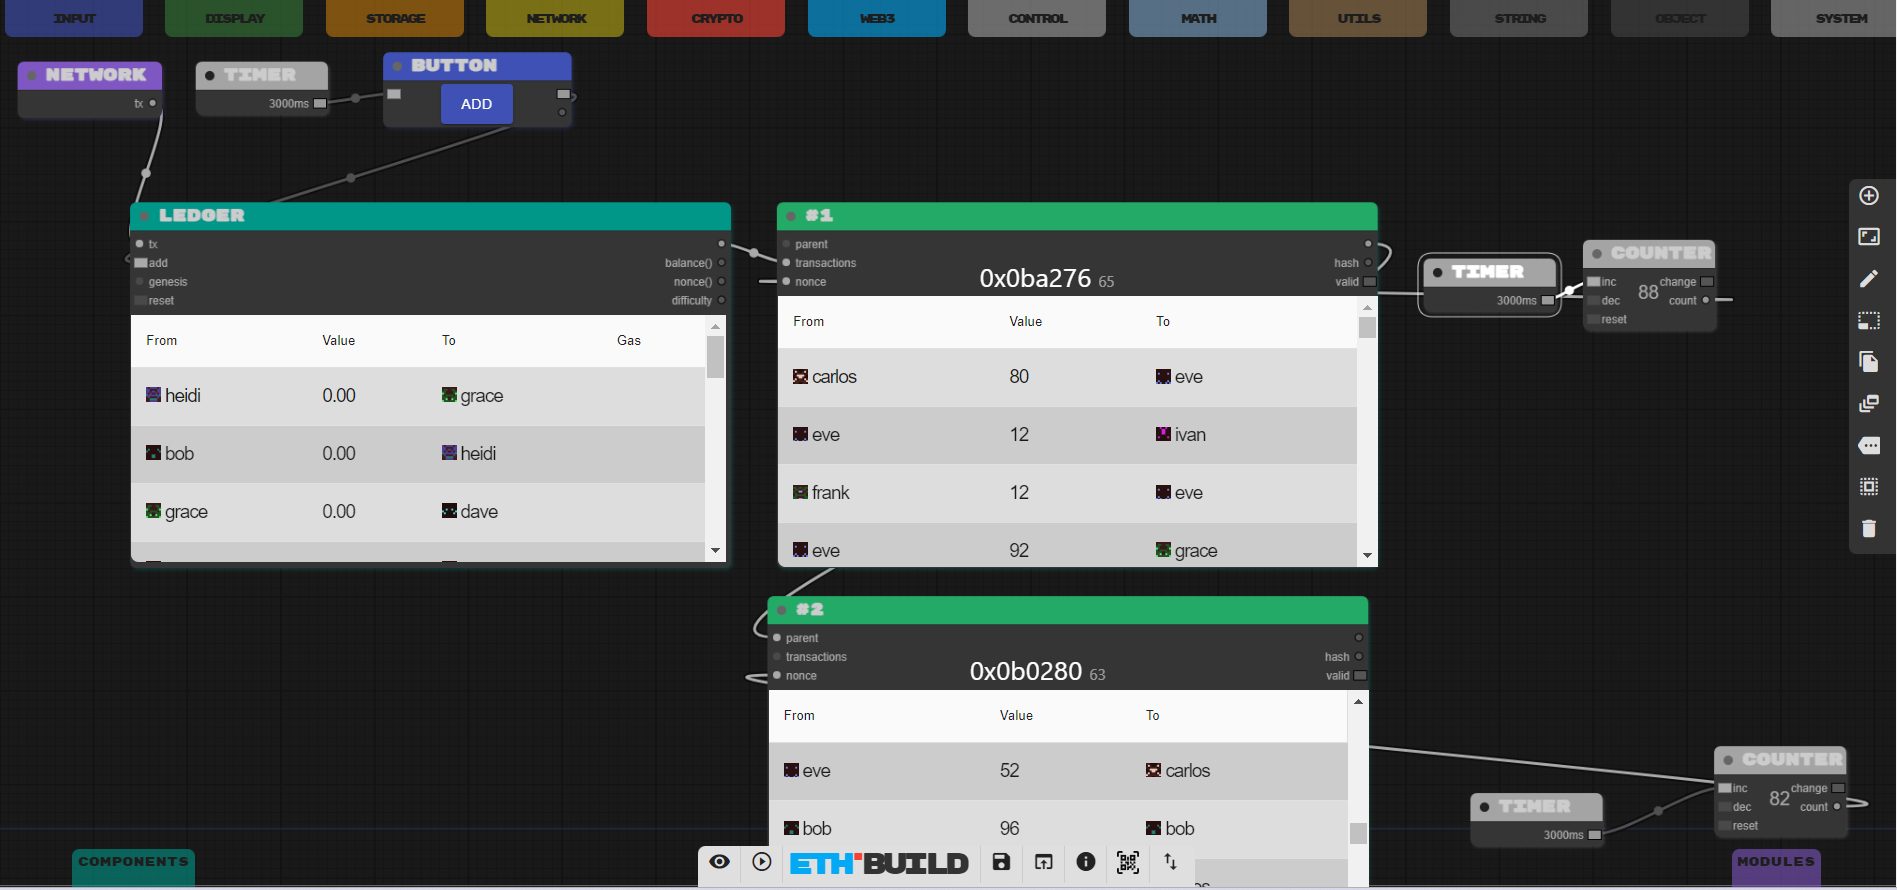 INPUT DISPLAY STORAGE NETWORK CRYPTO WEB3 CONTROL MATH UTILS STRING OBJECT SYSTEM
NETWORK
tx
TIMER
3000ms
BUTTON
ADD
LEDGER
tx
add
genesis
reset
balance()
nonce()
difficulty
From Value To Gas
heidi 0.00 grace
bob 0.00 heidi
grace 0.00 dave
#1
parent
transactions
nonce
0x0ba276 65
hash
valid
From Value To
carlos 80 eve
eve 12 ivan
frank 12 eve
eve 92 grace
TIMER
3000ms
COUNTER
inc
dec
reset
88
change
count
#2
parent
transactions
nonce
0x0b0280 63
hash
valid
From Value To
eve 52 carlos
bob 96 bob
TIMER
3000ms
COUNTER
inc
dec
reset
82
change
count
COMPONENTS
ETH.BUILD
MODULES